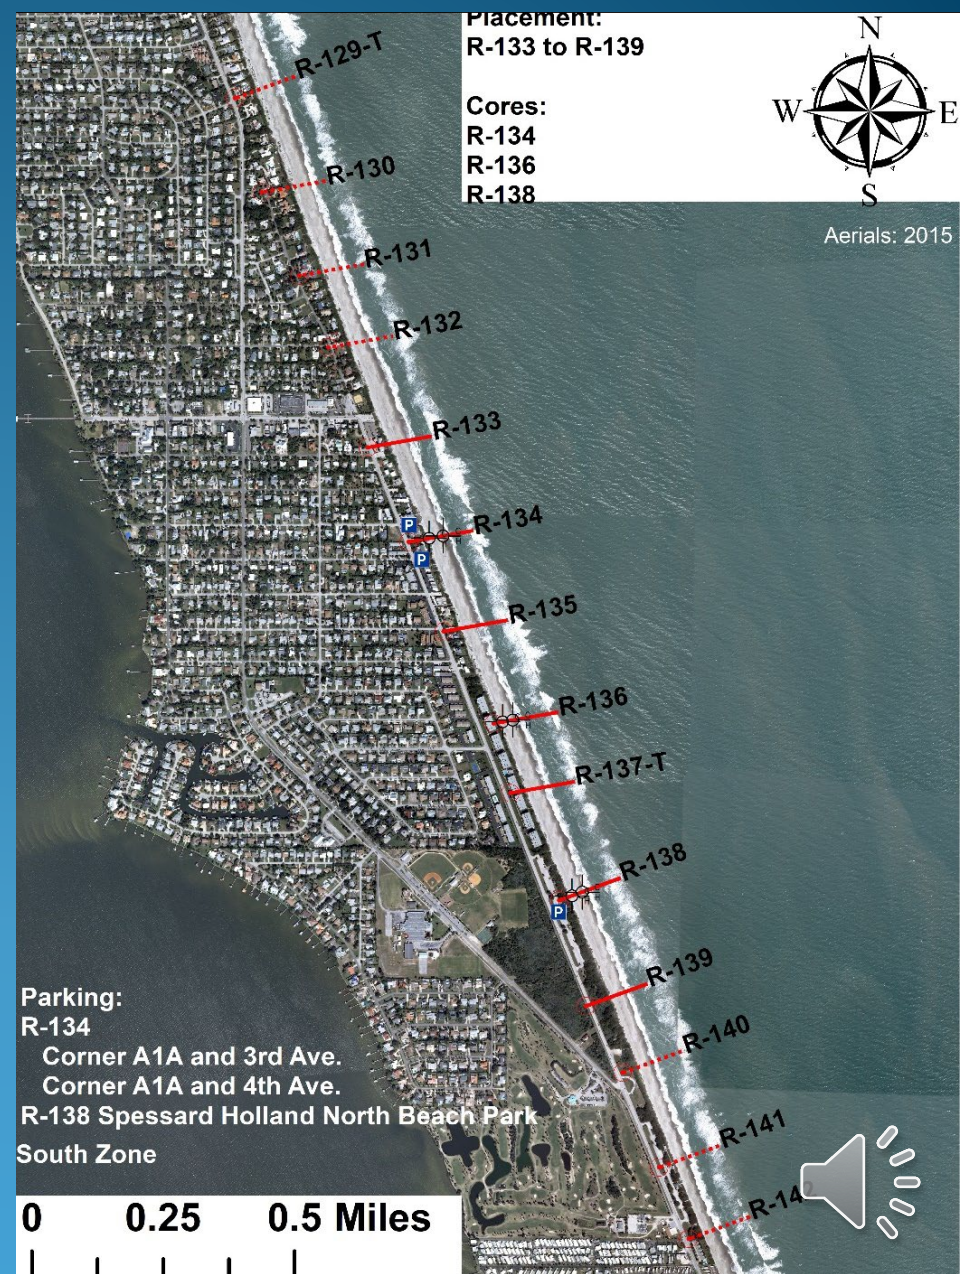 Placement:
R-133 to R-139
Cores:
R-134
R-136
R-138
N
W
E
S
Aerials: 2015
R-129-T
R-130
R-131
R-132
R-133
P
R-134
P
R-135
R-136
R-137-T
R-138
P
R-139
R-140
R-141
Parking:
R-134
Corner A1A and 3rd Ave.
Corner A1A and 4th Ave.
R-138 Spessard Holland North Beach Park
South Zone
0 0.25 0.5 Miles